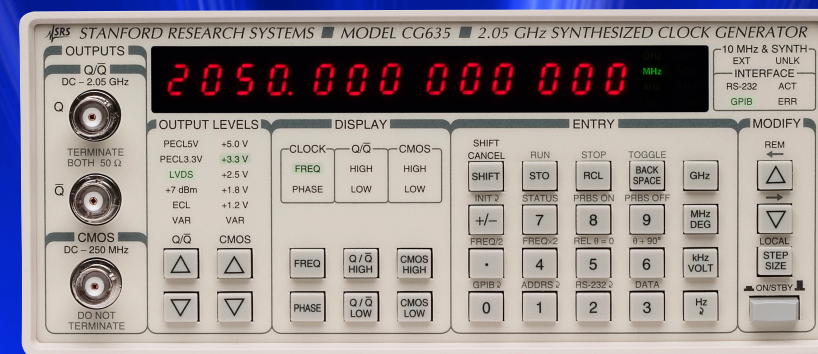 SRS STANFORD RESEARCH SYSTEMS MODEL CG635 2.05 GHz SYNTHESIZED CLOCK GENERATOR
OUTPUTS
Q/Q̅
DC – 2.05 GHz
Q
TERMINATE
BOTH 50 Ω
Q̅
CMOS
DC – 250 MHz
DO NOT
TERMINATE
2050.000 000 000
MHz
10 MHz & SYNTH
EXT UNLK
INTERFACE
RS-232 ACT
GPIB ERR
OUTPUT LEVELS
PECL5V +5.0 V
PECL3.3V +3.3 V
LVDS +2.5 V
+7 dBm +1.8 V
ECL +1.2 V
VAR VAR
Q/Q̅ CMOS
DISPLAY
CLOCK Q/Q̅ CMOS
FREQ HIGH HIGH
PHASE LOW LOW
FREQ Q/Q̅ HIGH CMOS HIGH
PHASE Q/Q̅ LOW CMOS LOW
ENTRY
SHIFT
CANCEL RUN STOP TOGGLE
SHIFT STO RCL BACK SPACE GHz
INIT STATUS PRBS ON PRBS OFF
+/− 7 8 9 MHz DEG
FREQ/2 FREQ×2 REL θ = 0 θ + 90°
. 4 5 6 kHz VOLT
GPIB ADDRS RS-232 DATA
0 1 2 3 Hz
MODIFY
REM
←
→
LOCAL
STEP SIZE
ON/STBY